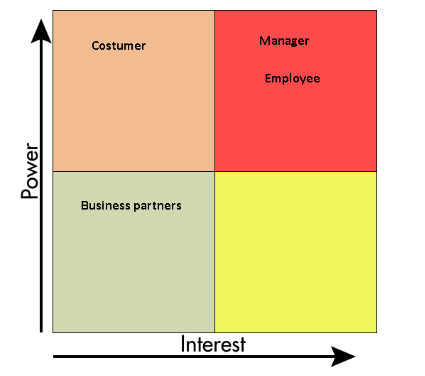 Costumer
Manager
Employee
Power
Business partners
Interest